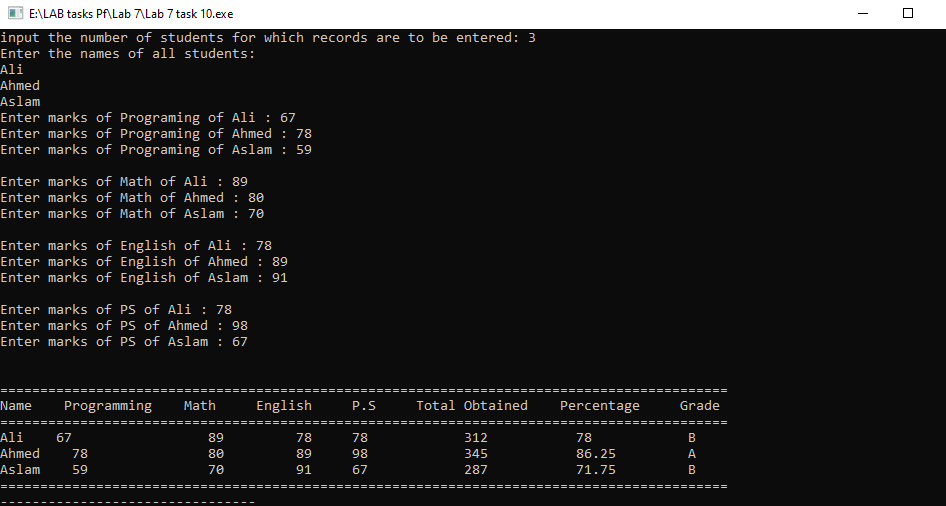 E:\LAB tasks Pf\Lab 7\Lab 7 task 10.exe
input the number of students for which records are to be entered: 3
Enter the names of all students:
Ali
Ahmed
Aslam
Enter marks of Programing of Ali : 67
Enter marks of Programing of Ahmed : 78
Enter marks of Programing of Aslam : 59

Enter marks of Math of Ali : 89
Enter marks of Math of Ahmed : 80
Enter marks of Math of Aslam : 70

Enter marks of English of Ali : 78
Enter marks of English of Ahmed : 89
Enter marks of English of Aslam : 91

Enter marks of PS of Ali : 78
Enter marks of PS of Ahmed : 98
Enter marks of PS of Aslam : 67

===========================================================================================
Name    Programming    Math     English     P.S     Total Obtained    Percentage     Grade
===========================================================================================
Ali    67                 89         78     78            312           78            B
Ahmed    78               80         89     98            345           86.25         A
Aslam    59               70         91     67            287           71.75         B
===========================================================================================
--------------------------------